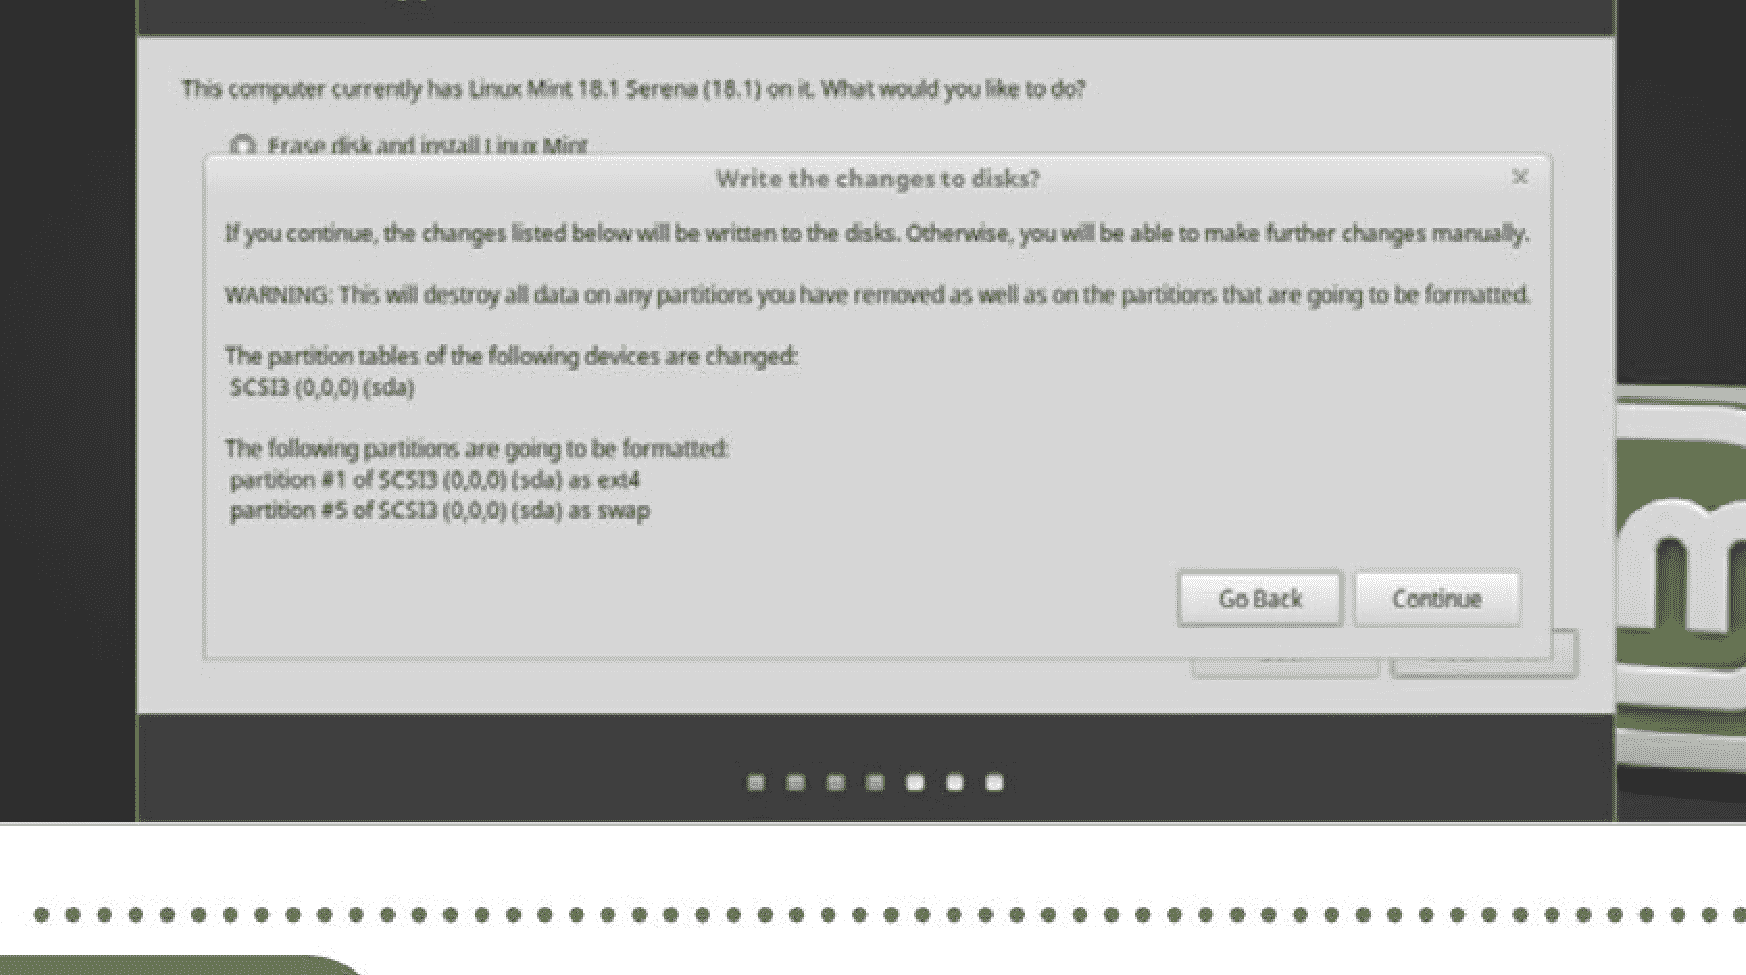 This computer currently has Linux Mint 18.1 Serena (18.1) on it. What would you like to do?
Erase disk and install Linux Mint
Write the changes to disks?
If you continue, the changes listed below will be written to the disks. Otherwise, you will be able to make further changes manually.
WARNING: This will destroy all data on any partitions you have removed as well as on the partitions that are going to be formatted.
The partition tables of the following devices are changed:
SCSI3 (0,0,0) (sda)
The following partitions are going to be formatted:
partition #1 of SCSI3 (0,0,0) (sda) as ext4
partition #5 of SCSI3 (0,0,0) (sda) as swap
Go Back Continue